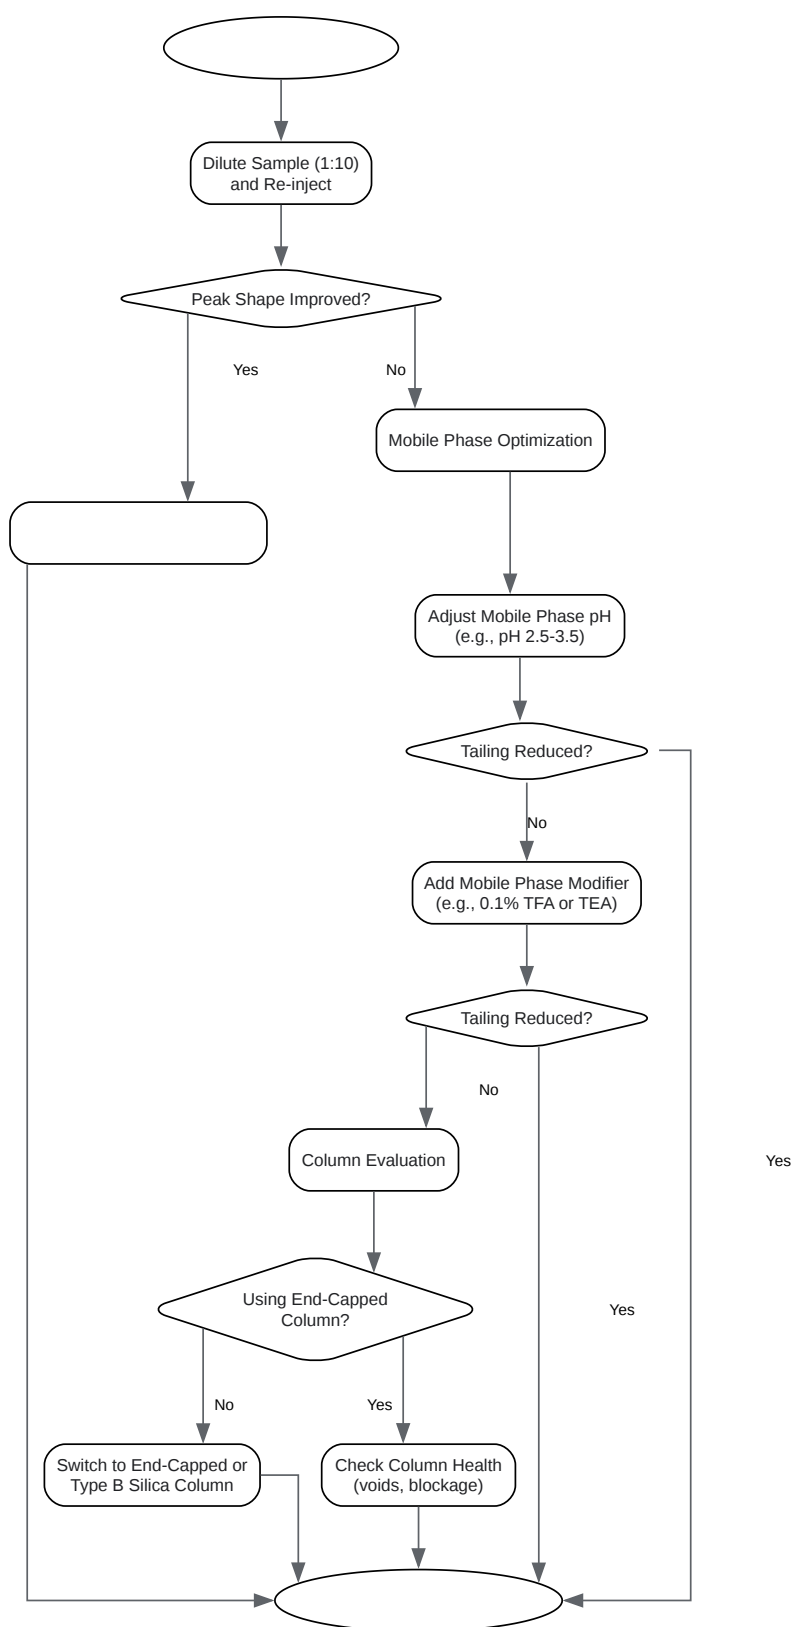 Dilute Sample (1:10)
and Re-inject
Peak Shape Improved?
Yes
No
Mobile Phase Optimization
Adjust Mobile Phase pH
(e.g., pH 2.5-3.5)
Tailing Reduced?
No
Add Mobile Phase Modifier
(e.g., 0.1% TFA or TEA)
Tailing Reduced?
No
Column Evaluation
Yes
Using End-Capped
Column?
Yes
No
Yes
Switch to End-Capped or
Type B Silica Column
Check Column Health
(voids, blockage)